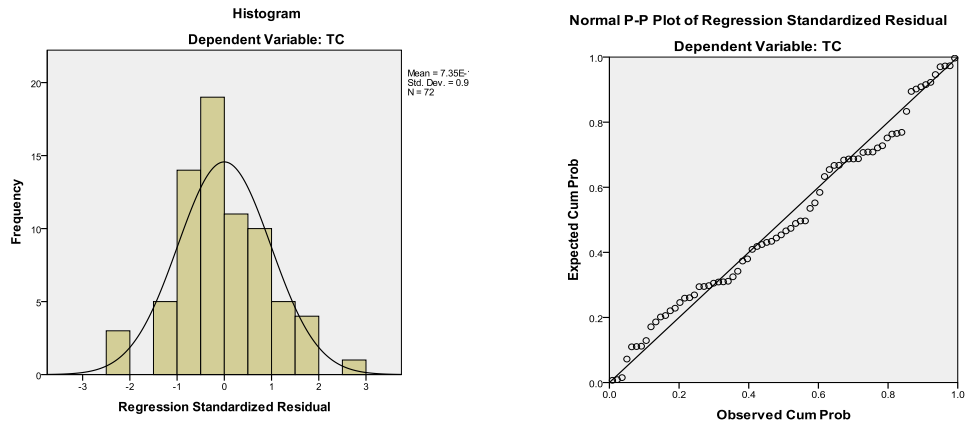 Histogram
Dependent Variable: TC
Mean = 7.35E-
Std. Dev. = 0.9
N = 72
20
15
10
5
0
-3 -2 -1 0 1 2 3
Frequency
Regression Standardized Residual
Normal P-P Plot of Regression Standardized Residual
Dependent Variable: TC
1.0
0.8
0.6
0.4
0.2
0.0
0.0 0.2 0.4 0.6 0.8 1.0
Expected Cum Prob
Observed Cum Prob